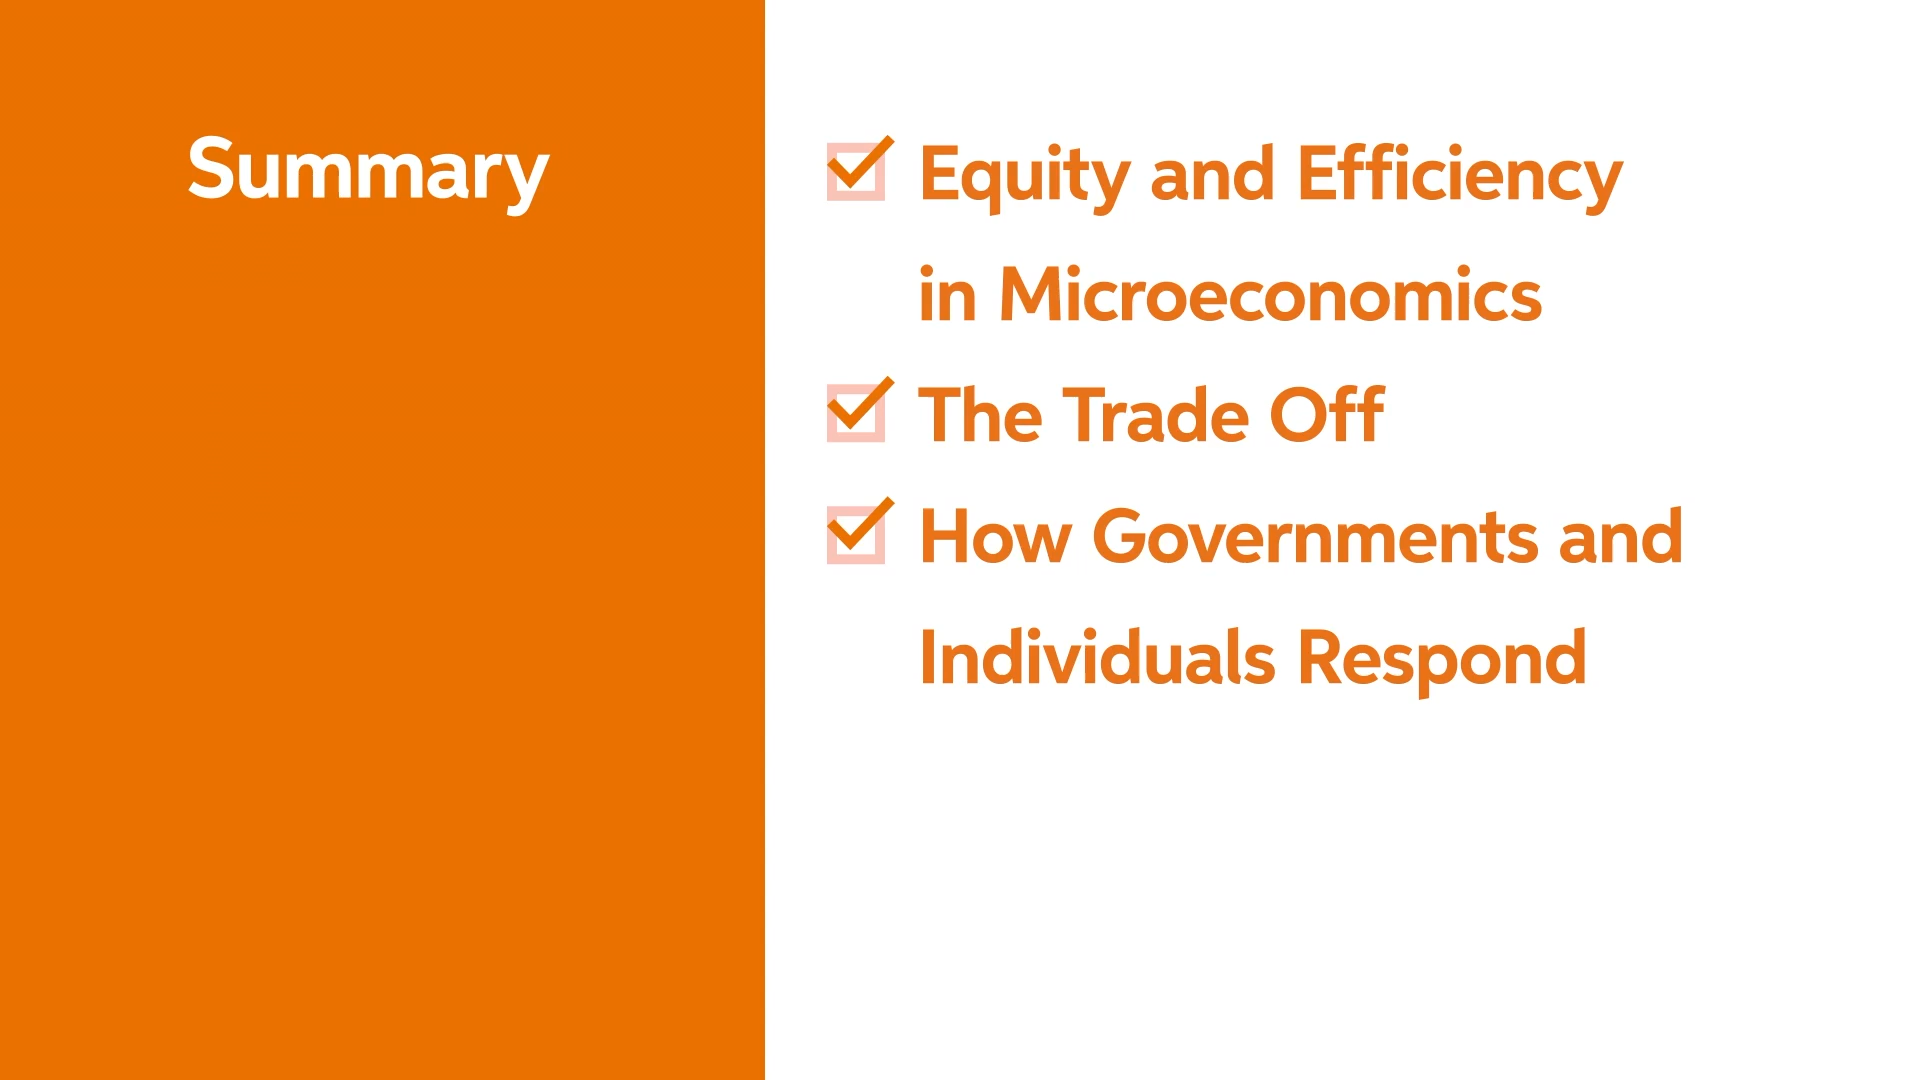 Summary
Equity and Efficiency
in Microeconomics
The Trade Off
How Governments and
Individuals Respond